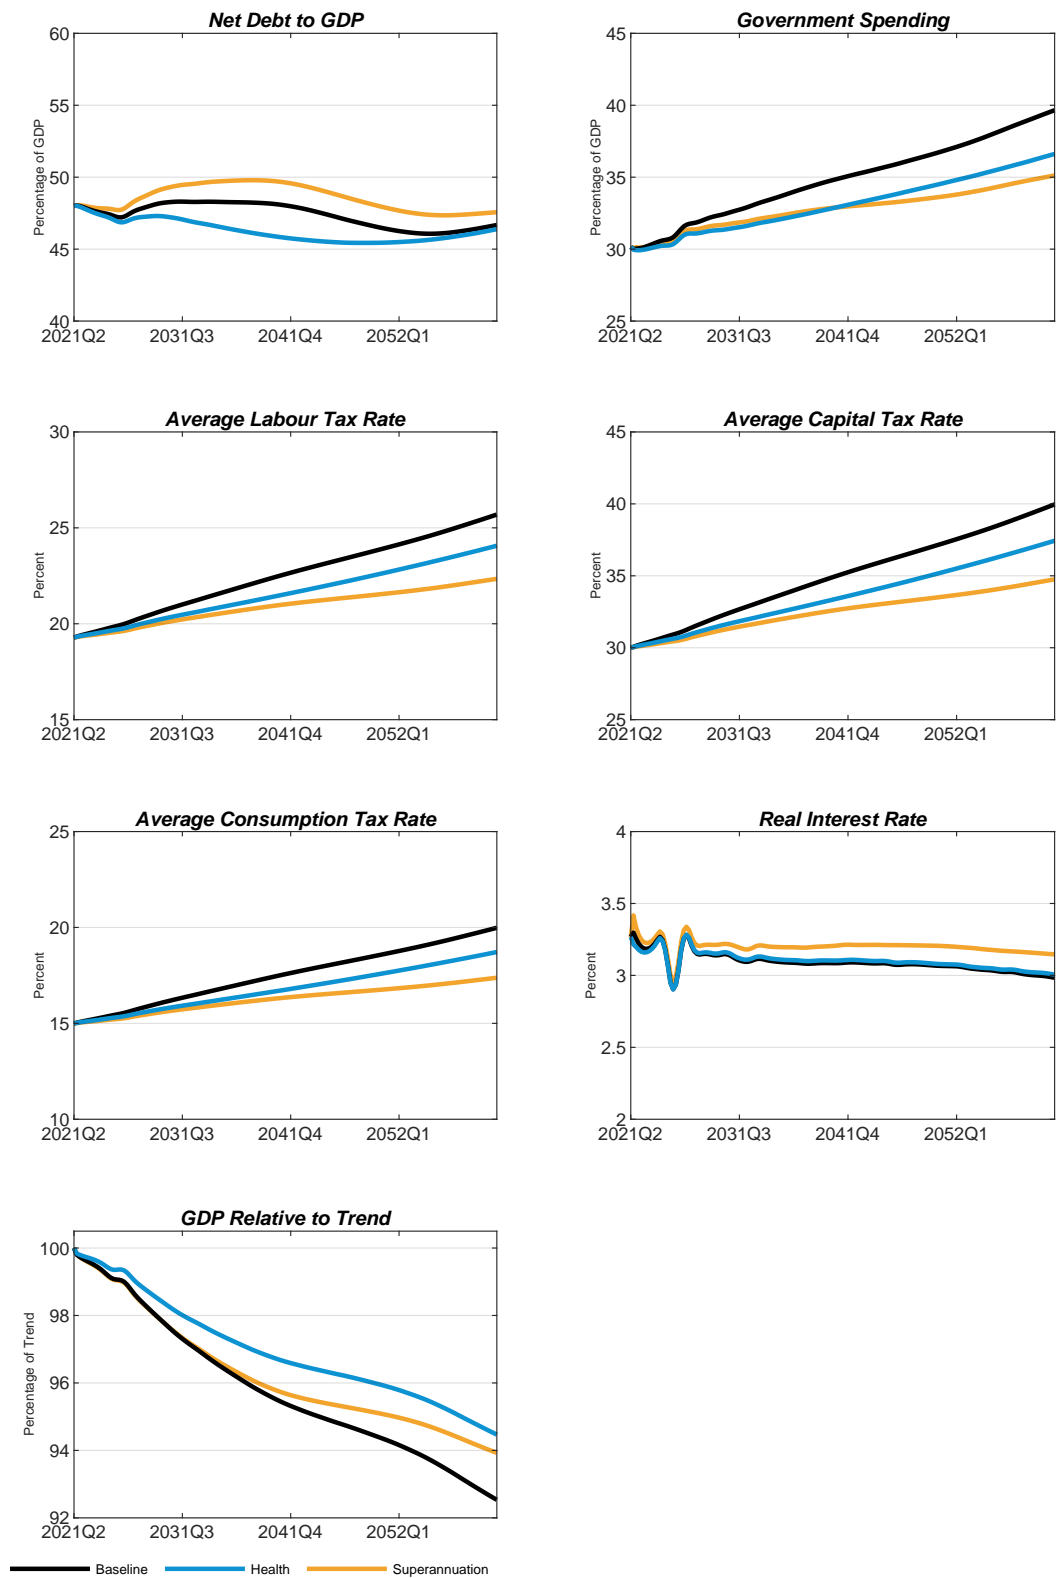 Net Debt to GDP
60
55
50
45
40
Percentage of GDP
2021Q2 2031Q3 2041Q4 2052Q1
Government Spending
45
40
35
30
25
Percentage of GDP
2021Q2 2031Q3 2041Q4 2052Q1
Average Labour Tax Rate
30
25
20
15
Percent
2021Q2 2031Q3 2041Q4 2052Q1
Average Capital Tax Rate
45
40
35
30
25
Percent
2021Q2 2031Q3 2041Q4 2052Q1
Average Consumption Tax Rate
25
20
15
10
Percent
2021Q2 2031Q3 2041Q4 2052Q1
Real Interest Rate
4
3.5
3
2.5
2
Percent
2021Q2 2031Q3 2041Q4 2052Q1
GDP Relative to Trend
100
98
96
94
92
Percentage of Trend
2021Q2 2031Q3 2041Q4 2052Q1
Baseline Health Superannuation